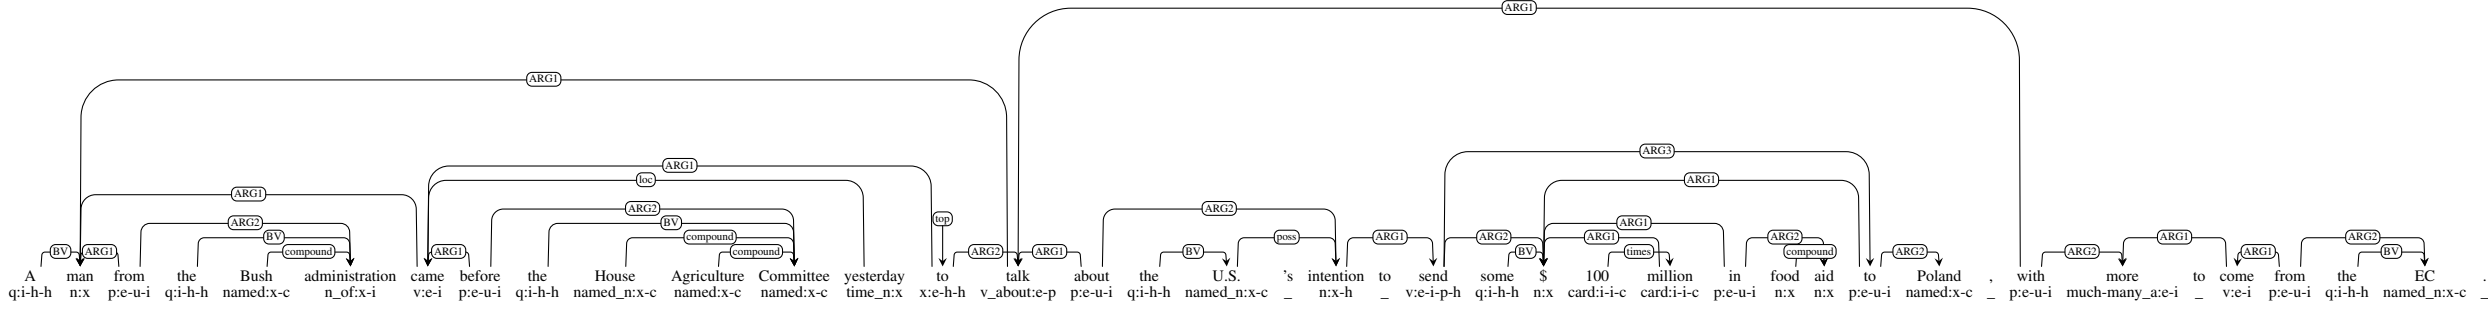 ARG1
ARG1
ARG3
ARG1
loc
ARG1
ARG1
ARG2
ARG2
top
ARG2
BV
BV
ARG1
BV
compound
poss
ARG1
ARG2
ARG1
ARG2
ARG1
BV
ARG1
compound
ARG1
compound
ARG2
ARG1
BV
BV
times
compound
ARG2
ARG2
ARG1
ARG2
BV
A man from the Bush administration came before the House Agriculture Committee yesterday to talk about the U.S. 's intention to send some $ 100 million in food aid to Poland , with more to come from the EC .
q:i-h-h n:x p:e-u-i q:i-h-h named:x-c n_of:x-i v:e-i p:e-u-i q:i-h-h named_n:x-c named:x-c named:x-c time_n:x x:e-h-h v_about:e-p p:e-u-i q:i-h-h named_n:x-c _ n:x-h _ v:e-i-p-h q:i-h-h n:x card:i-i-c card:i-i-c p:e-u-i n:x n:x p:e-u-i named:x-c _ p:e-u-i much-many_a:e-i _ v:e-i p:e-u-i q:i-h-h named_n:x-c _